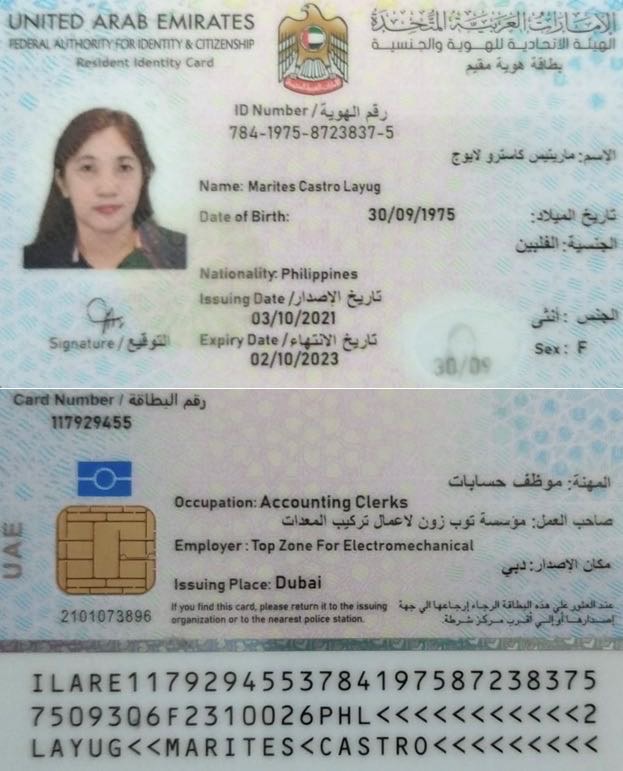 UNITED ARAB EMIRATES
FEDERAL AUTHORITY FOR IDENTITY & CITIZENSHIP
Resident Identity Card
الإمارات العربية المتحدة
الهيئة الاتحادية للهوية والجنسية
بطاقة هوية مقيم
ID Number / رقم الهوية
784-1975-8723837-5
الإسم: ماريتيس كاسترو لايوج
Name: Marites Castro Layug
Date of Birth: 30/09/1975 تاريخ الميلاد:
الجنسية: الفلبين
Nationality: Philippines
Issuing Date / تاريخ الإصدار
03/10/2021
الجنس : أنثى
Expiry Date / تاريخ الانتهاء
02/10/2023
Sex : F
Signature / التوقيع
30/09
Card Number / رقم البطاقة
117929455
المهنة: موظف حسابات
Occupation: Accounting Clerks
صاحب العمل: مؤسسة توب زون لاعمال تركيب المعدات
Employer : Top Zone For Electromechanical
مكان الإصدار: دبي
Issuing Place: Dubai
UAE
2101073896
If you find this card, please return it to the issuing
organization or to the nearest police station.
عند العثور علي هذه البطاقة الرجاء إرجاعها الي جهة
إصدارها أو إلي أقرب مركز شرطة.
ILARE1179294553784197587238375
7509306F2310026PHL<<<<<<<<<<<2
LAYUG<<MARITES<CASTRO<<<<<<<<<